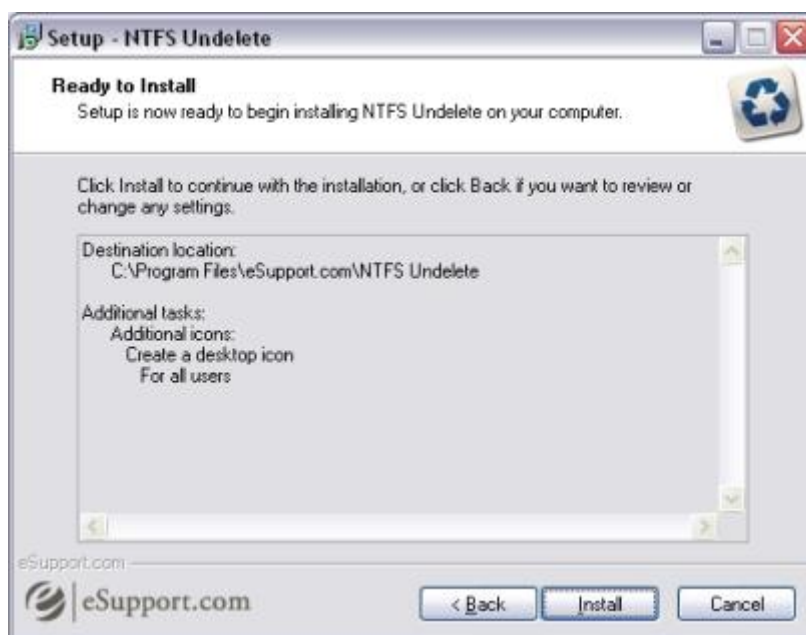 Setup - NTFS Undelete
Ready to Install
Setup is now ready to begin installing NTFS Undelete on your computer.
Click Install to continue with the installation, or click Back if you want to review or
change any settings.
Destination location:
C:\Program Files\eSupport.com\NTFS Undelete
Additional tasks:
Additional icons:
Create a desktop icon
For all users
eSupport.com
eSupport.com
< Back
Install
Cancel